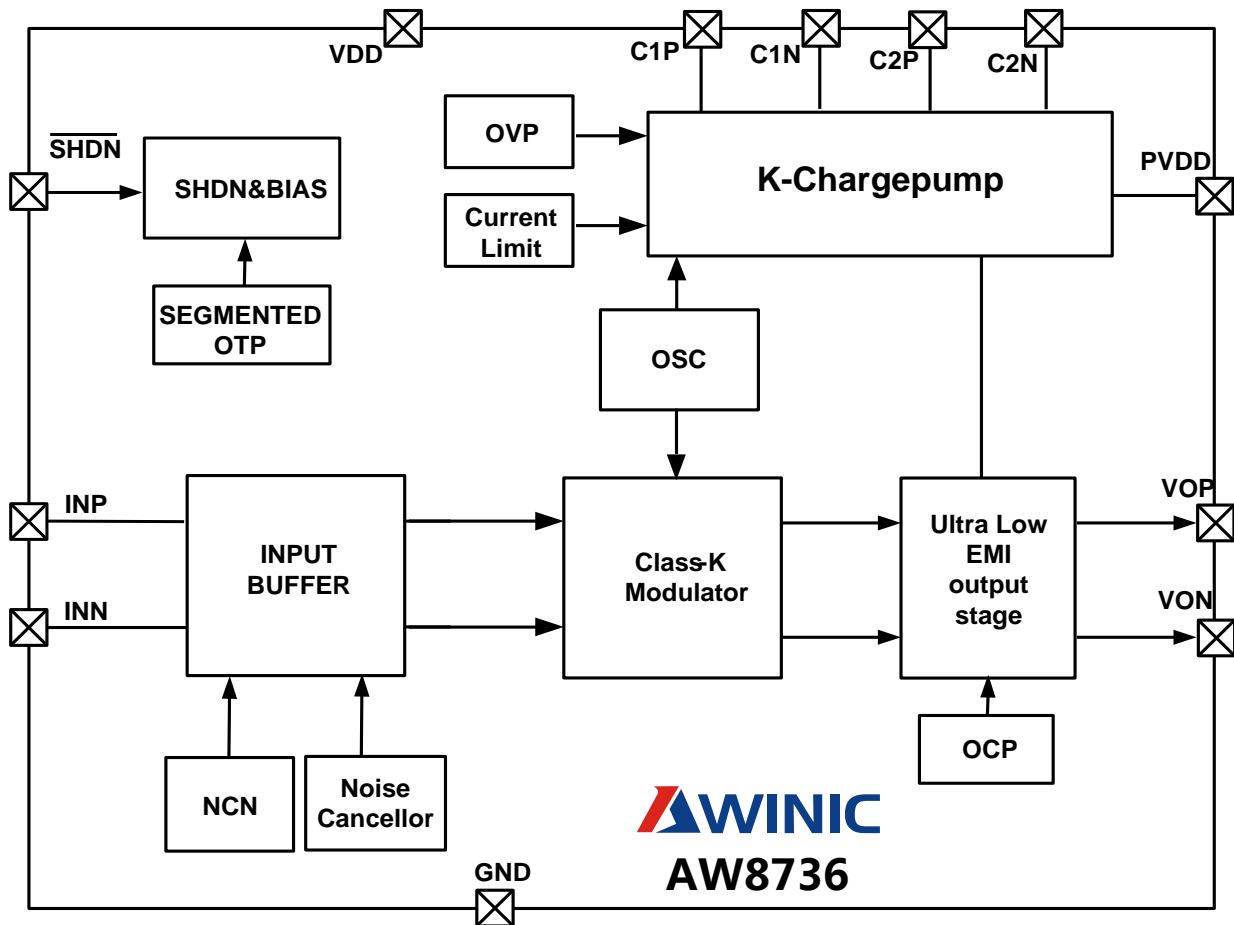 VDD
C1P
C1N
C2P
C2N
SHDN
SHDN&BIAS
OVP
K-Chargepump
PVDD
Current
Limit
SEGMENTED
OTP
OSC
INP
INN
INPUT
BUFFER
Class-K
Modulator
Ultra Low
EMI
output
stage
VOP
VON
NCN
Noise
Cancellor
OCP
AWINIC
AW8736
GND